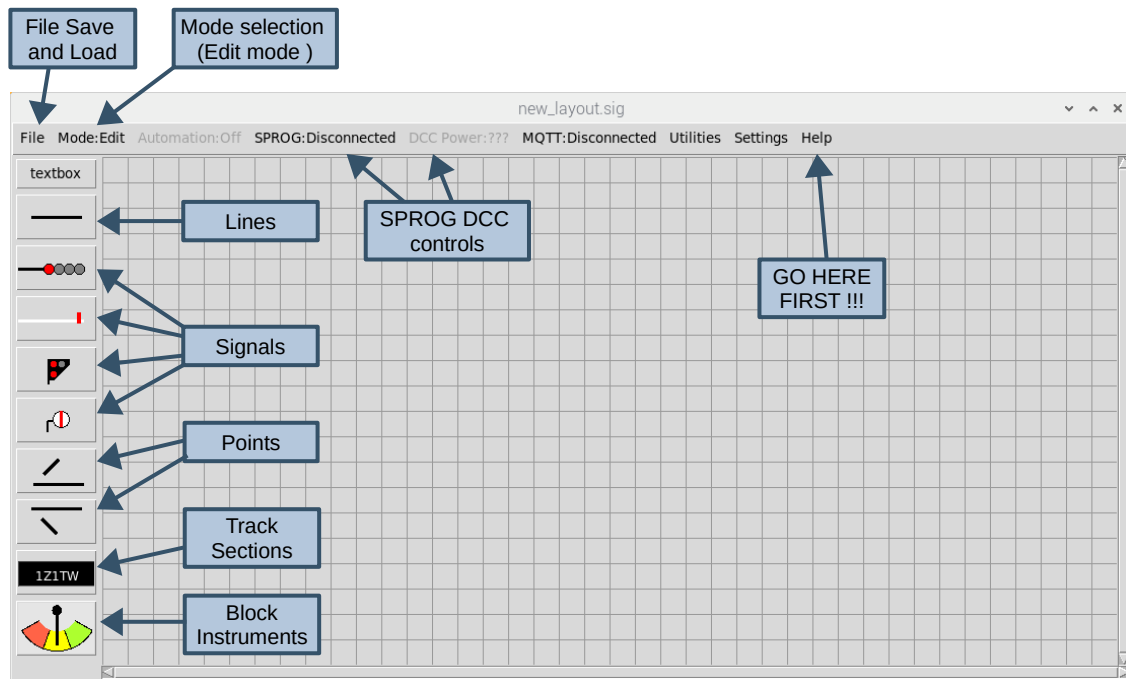 File Save
and Load
Mode selection
(Edit mode )
new_layout.sig
File Mode:Edit Automation:Off SPROG:Disconnected DCC Power:??? MQTT:Disconnected Utilities Settings Help
textbox
Lines
SPROG DCC
controls
GO HERE
FIRST !!!
Signals
Points
Track
Sections
1Z1TW
Block
Instruments